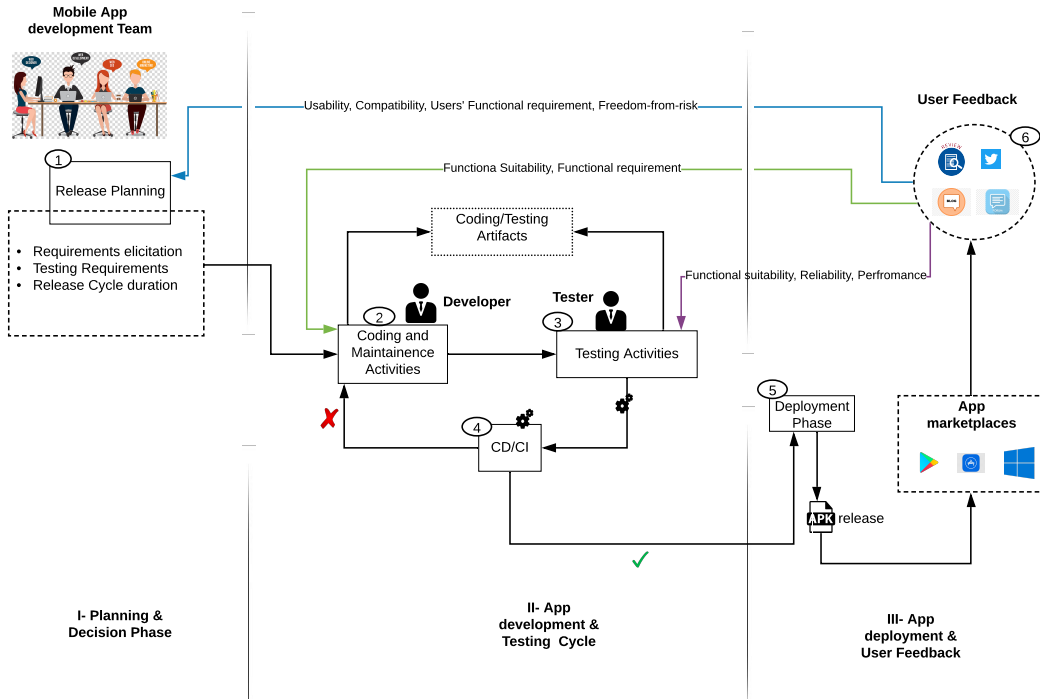 Mobile App
development Team
1
Release Planning
• Requirements elicitation
• Testing Requirements
• Release Cycle duration
Usability, Compatibility, Users' Functional requirement, Freedom-from-risk
Functiona Suitability, Functional requirement
Coding/Testing
Artifacts
Functional suitability, Reliability, Perfromance
Developer
Tester
2
Coding and
Maintainence
Activities
3
Testing Activities
4
CD/CI
5
Deployment
Phase
APK
release
App
marketplaces
User Feedback
6
REVIEW
BLOG
I- Planning &
Decision Phase
II- App
development &
Testing Cycle
III- App
deployment &
User Feedback